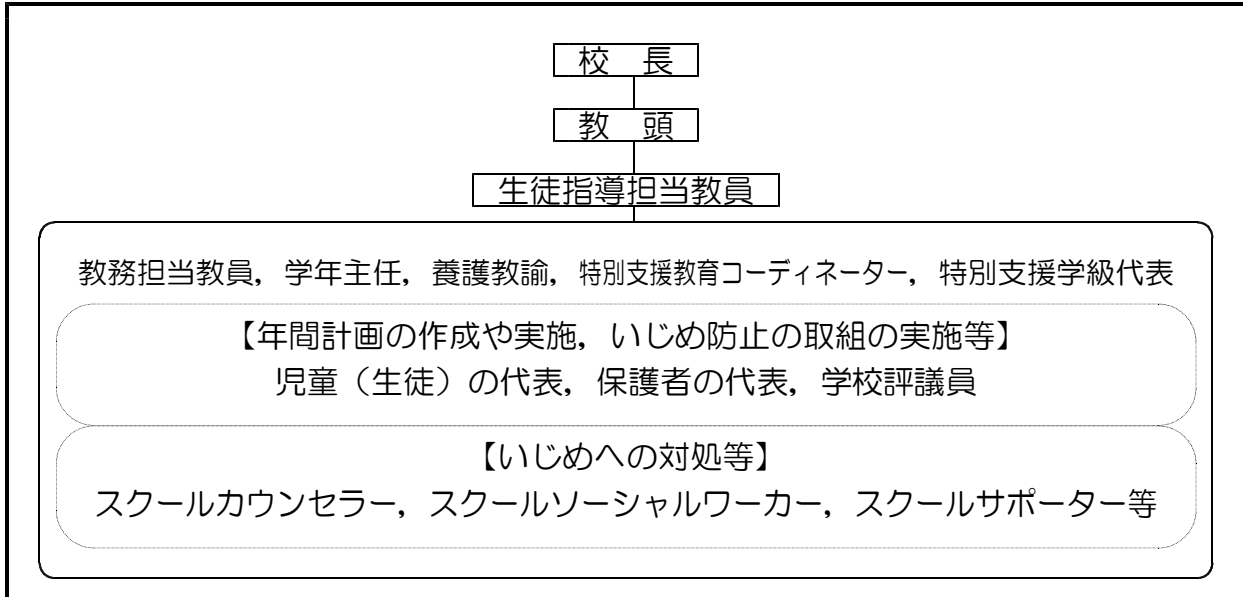 校　長
教　頭
生徒指導担当教員
教務担当教員，学年主任，養護教諭，特別支援教育コーディネーター，特別支援学級代表
【年間計画の作成や実施，いじめ防止の取組の実施等】
児童（生徒）の代表，保護者の代表，学校評議員
【いじめへの対処等】
スクールカウンセラー，スクールソーシャルワーカー，スクールサポーター等